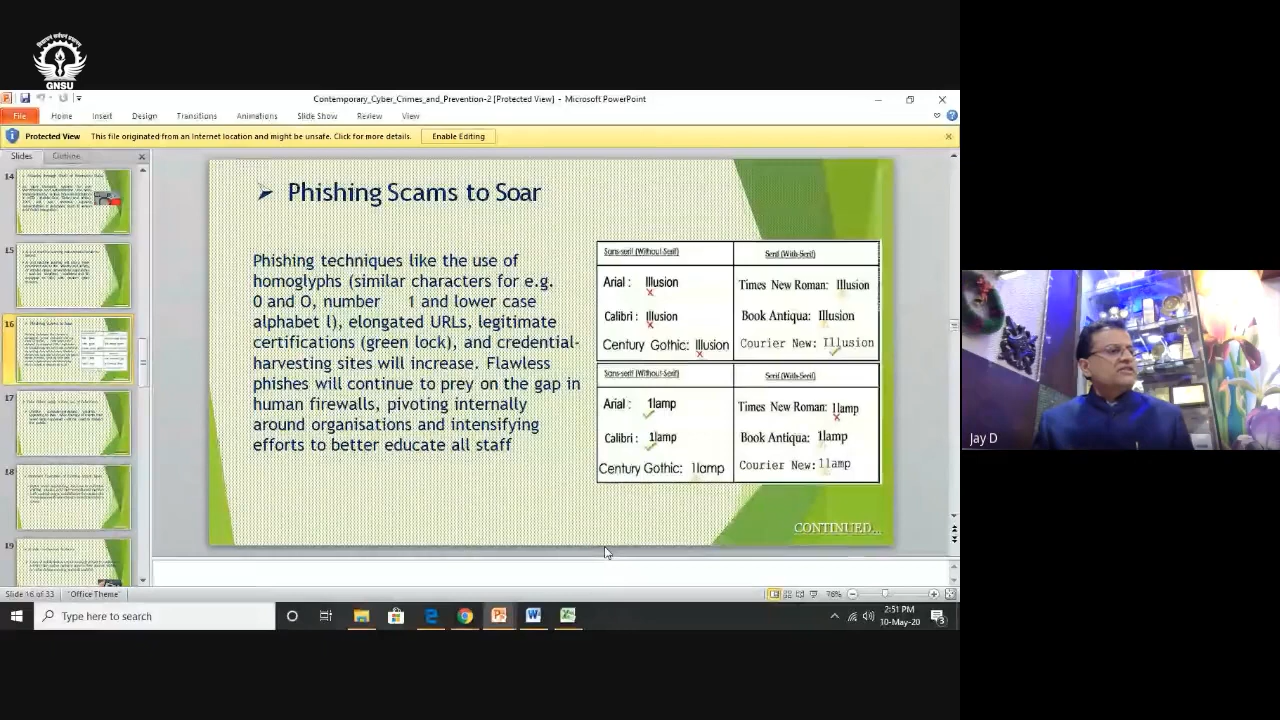 GNSU
Contemporary_Cyber_Crimes_and_Prevention-2 [Protected View] - Microsoft PowerPoint
File Home Insert Design Transitions Animations Slide Show Review View
Protected View This file originated from an Internet location and might be unsafe. Click for more details. Enable Editing
Slides Outline
14
15
16
17
18
19
➢ Phishing Scams to Soar
Phishing techniques like the use of
homoglyphs (similar characters for e.g.
0 and O, number 1 and lower case
alphabet l), elongated URLs, legitimate
certifications (green lock), and credential-
harvesting sites will increase. Flawless
phishes will continue to prey on the gap in
human firewalls, pivoting internally
around organisations and intensifying
efforts to better educate all staff
Sans-serif (Without-Serif) Serif (With-Serif)
Arial : Illusion Times New Roman: Illusion
Calibri : Illusion Book Antiqua: Illusion
Century Gothic: Illusion Courier New: Illusion
Sans-serif (Without-Serif) Serif (With-Serif)
Arial : 1lamp Times New Roman: 1lamp
Calibri : 1lamp Book Antiqua: 1lamp
Century Gothic: 1lamp Courier New: 1lamp
CONTINUED...
Jay D
Slide 16 of 33 "Office Theme" 76%
Type here to search
2:51 PM
10-May-20
3